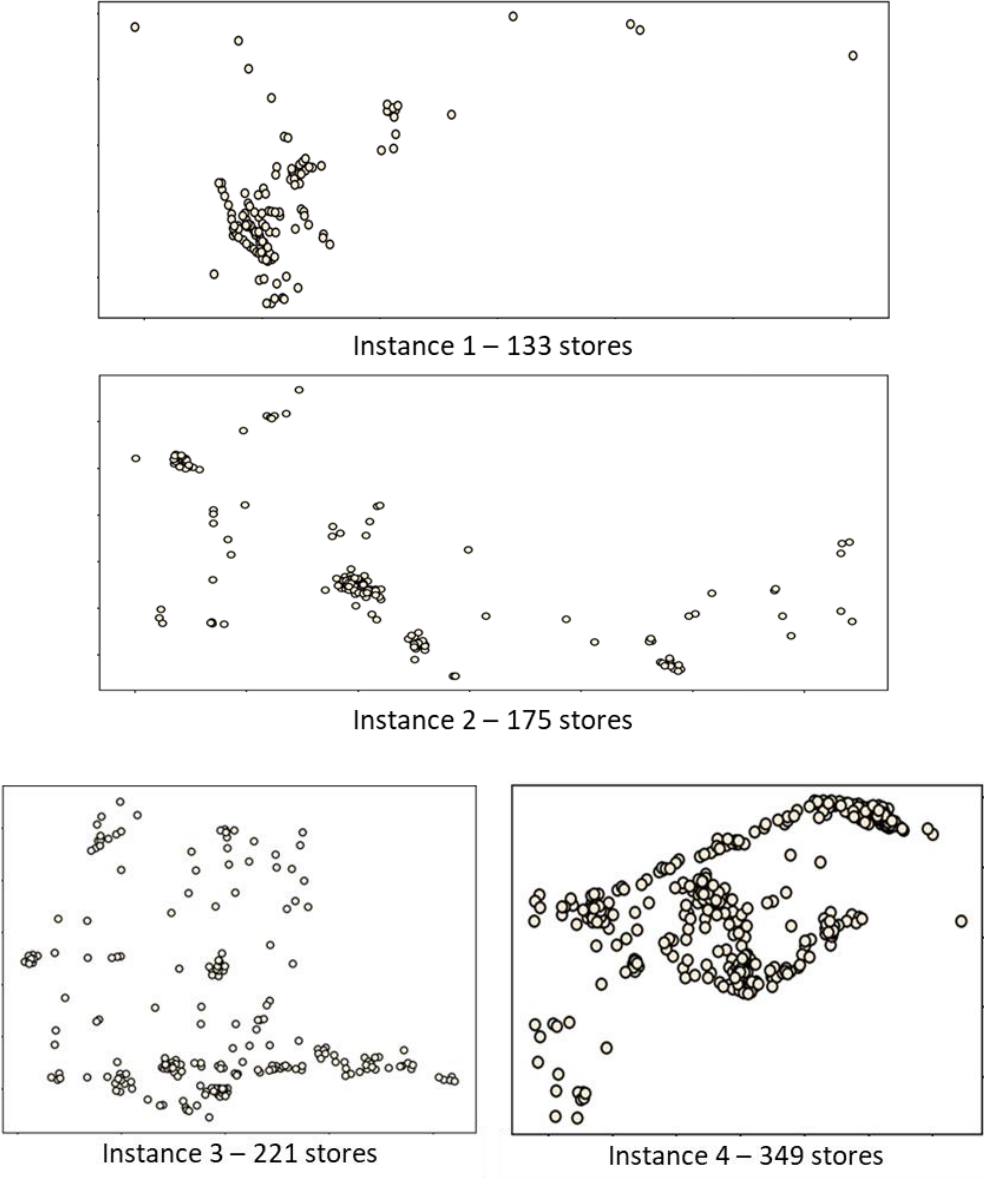 Instance 1 – 133 stores
Instance 2 – 175 stores
Instance 3 – 221 stores
Instance 4 – 349 stores